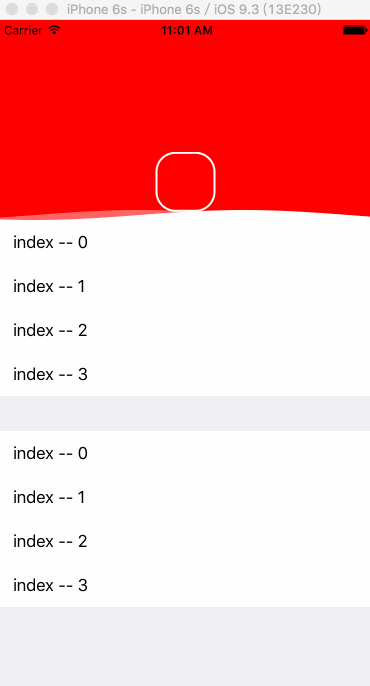 iPhone 6s - iPhone 6s / iOS 9.3 (13E230)
Carrier 11:01 AM
index -- 0
index -- 1
index -- 2
index -- 3
index -- 0
index -- 1
index -- 2
index -- 3